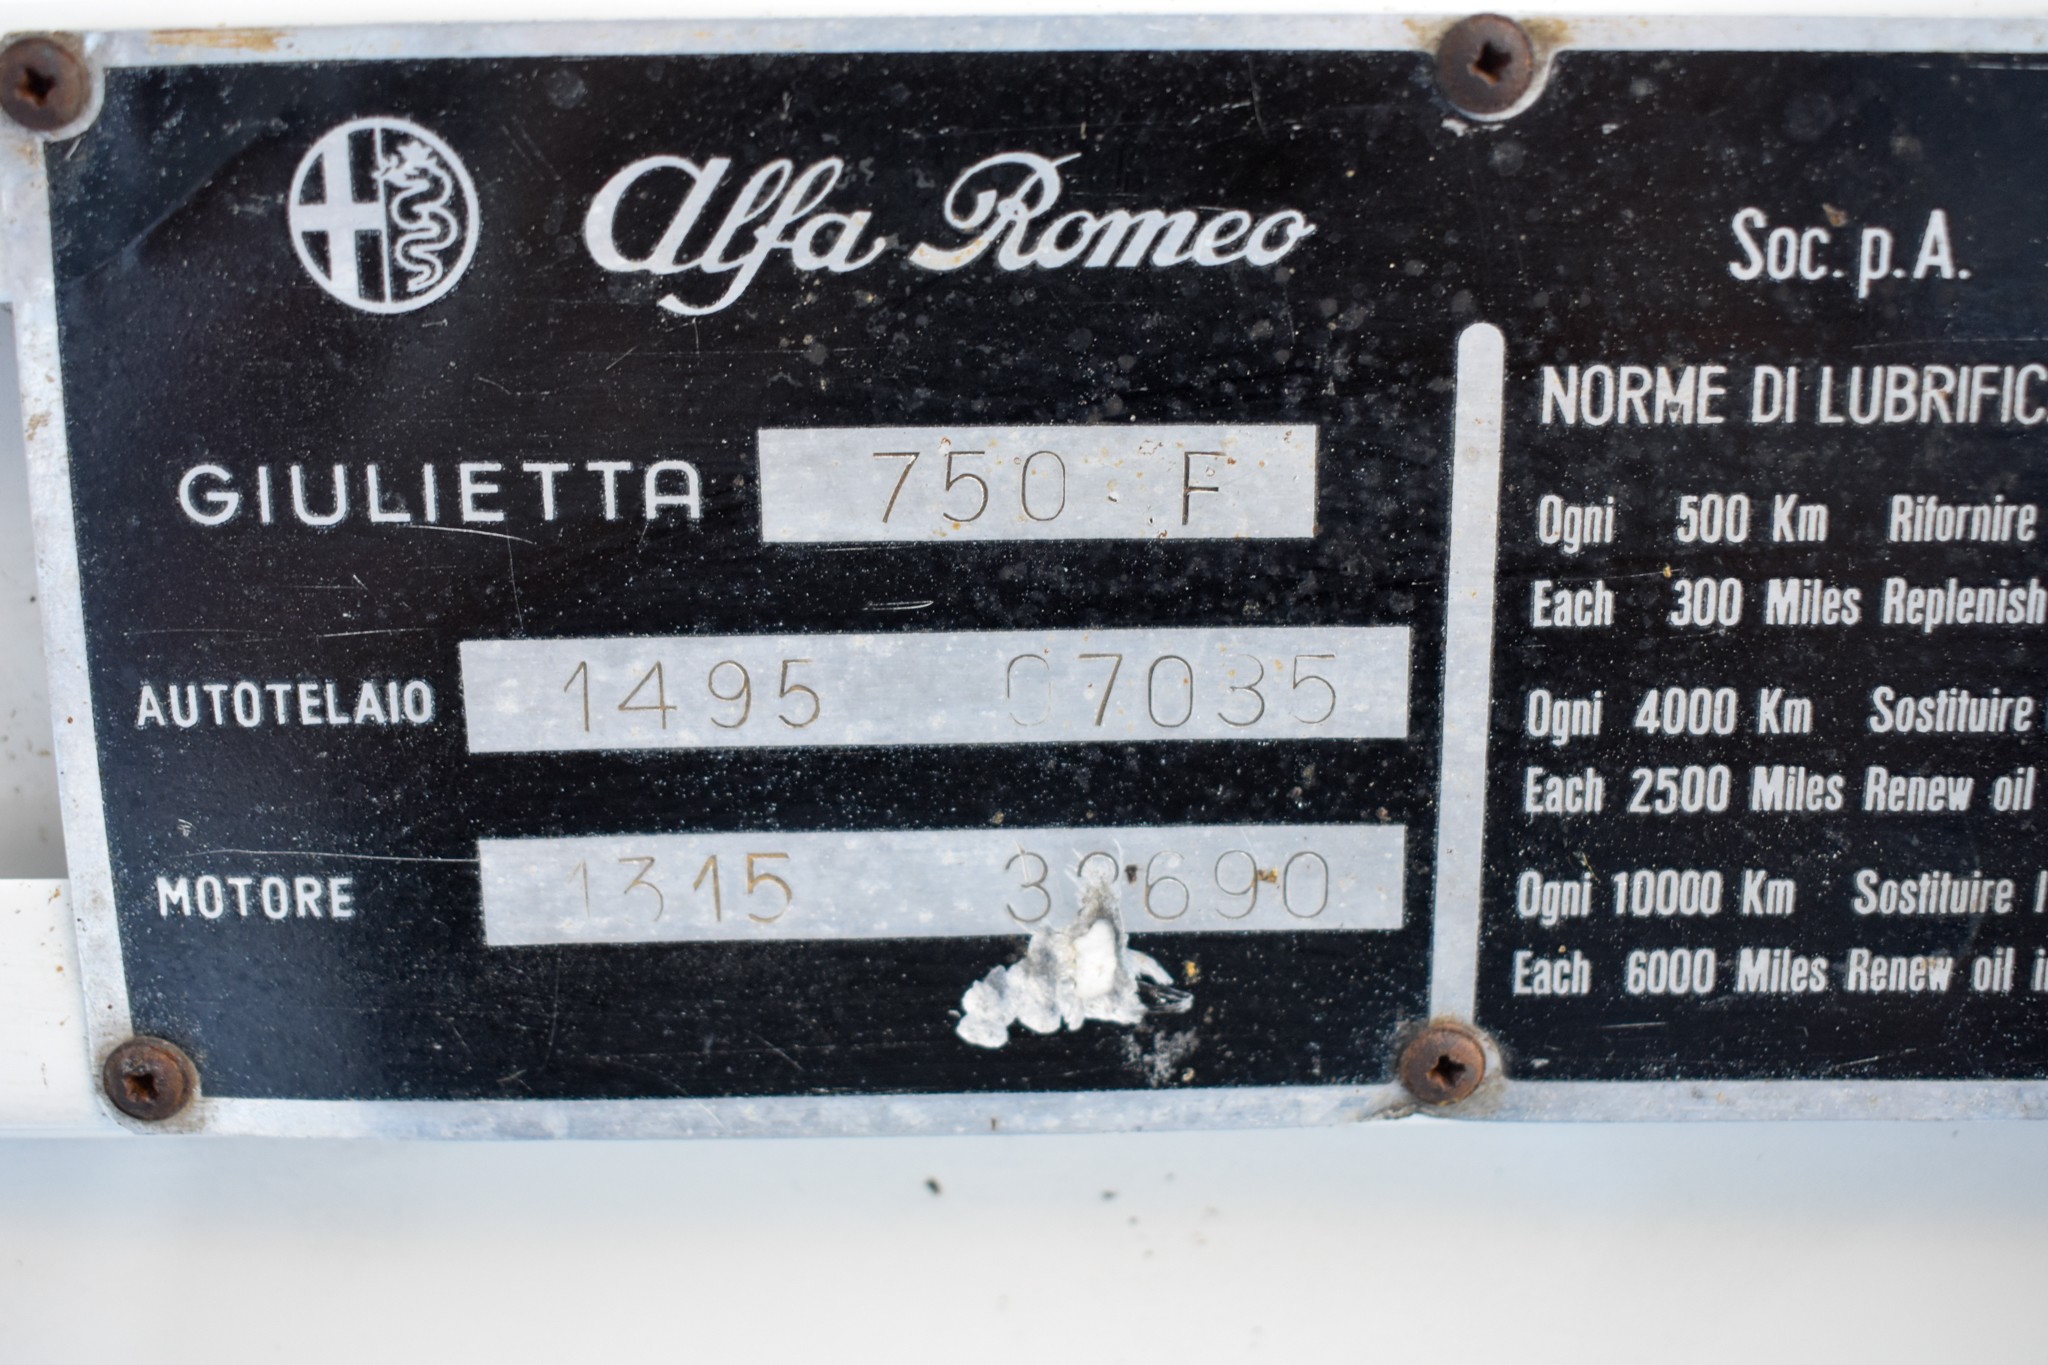 Alfa Romeo
Soc. p. A.
GIULIETTA 750 F
AUTOTELAIO 1495 07035
MOTORE 1315
NORME DI
Ogni 500 Km Rifornire
Each 300 Miles Replenish
Ogni 4000 Km Sostituire
Each 2500 Miles Renew oil
Ogni 10000 Km Sostituire
Each 6000 Miles Renew oil